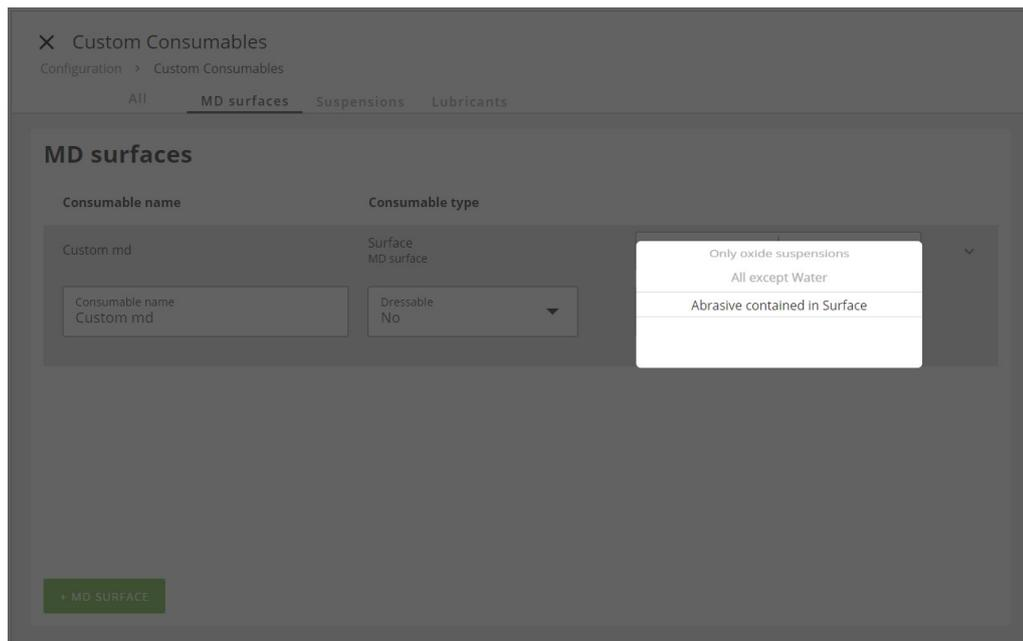 Custom Consumables
Configuration > Custom Consumables
All MD surfaces Suspensions Lubricants
MD surfaces
Consumable name Consumable type
Custom md
Surface
MD surface
Consumable name
Custom md
Dressable
No
Only oxide suspensions
All except Water
Abrasive contained in Surface
+ MD SURFACE